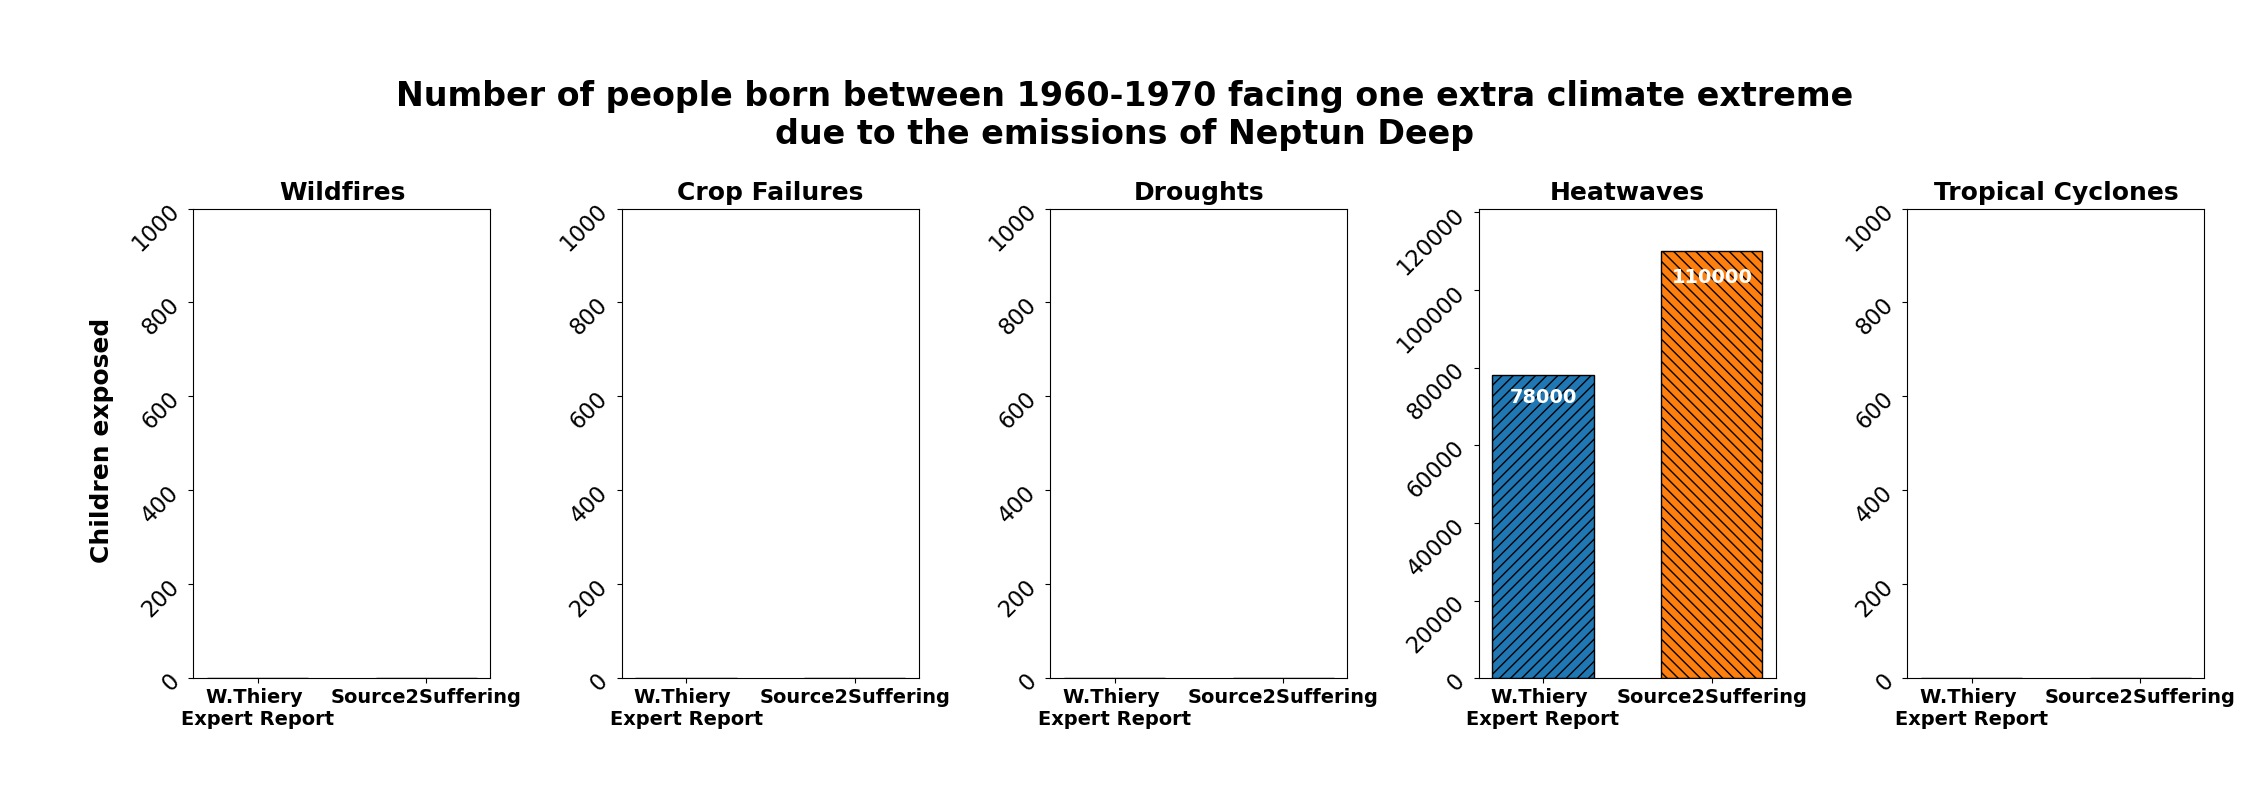 Number of people born between 1960-1970 facing one extra climate extreme
due to the emissions of Neptun Deep
Children exposed
Wildfires
1000
800
600
400
200
0
W.Thiery
Expert Report
Source2Suffering
Crop Failures
1000
800
600
400
200
0
W.Thiery
Expert Report
Source2Suffering
Droughts
1000
800
600
400
200
0
W.Thiery
Expert Report
Source2Suffering
Heatwaves
120000
100000
80000
60000
40000
20000
0
78000
110000
W.Thiery
Expert Report
Source2Suffering
Tropical Cyclones
1000
800
600
400
200
0
W.Thiery
Expert Report
Source2Suffering